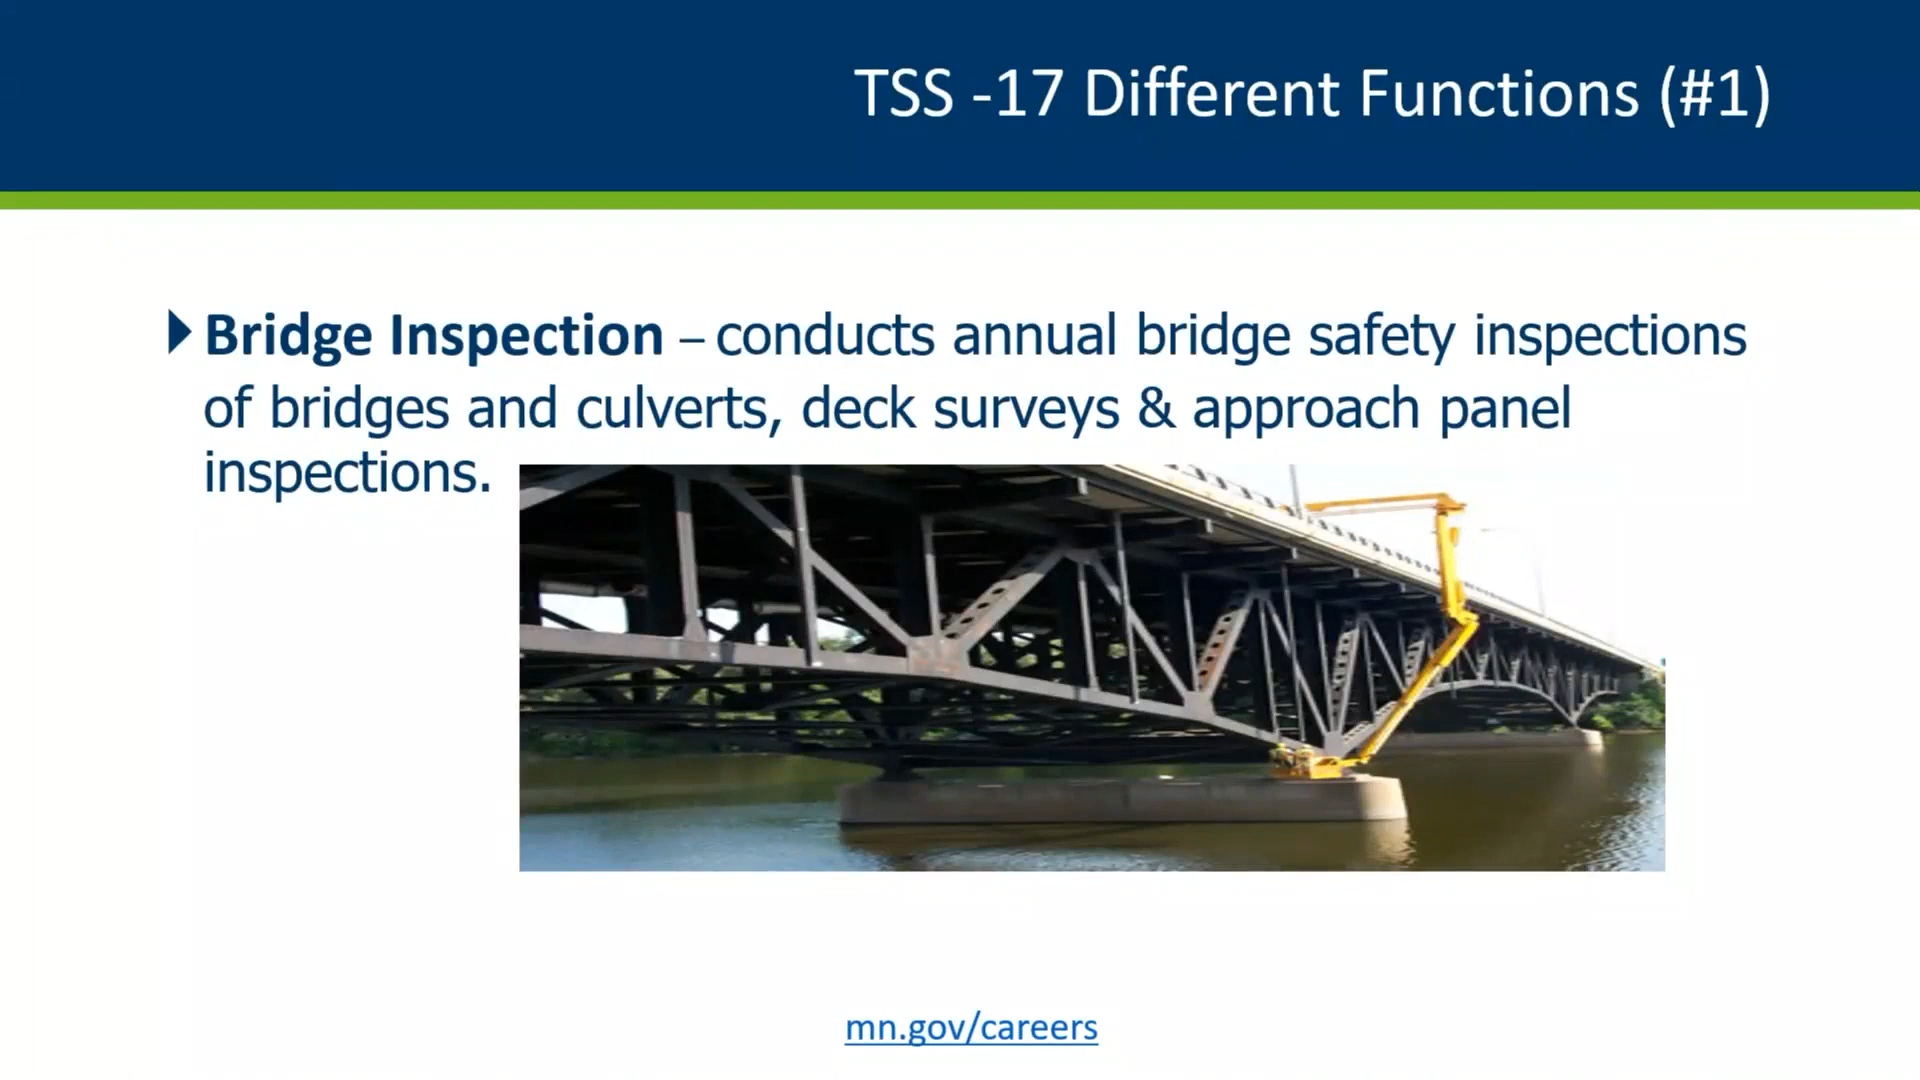 TSS -17 Different Functions (#1)
Bridge Inspection – conducts annual bridge safety inspections
of bridges and culverts, deck surveys & approach panel
inspections.
mn.gov/careers